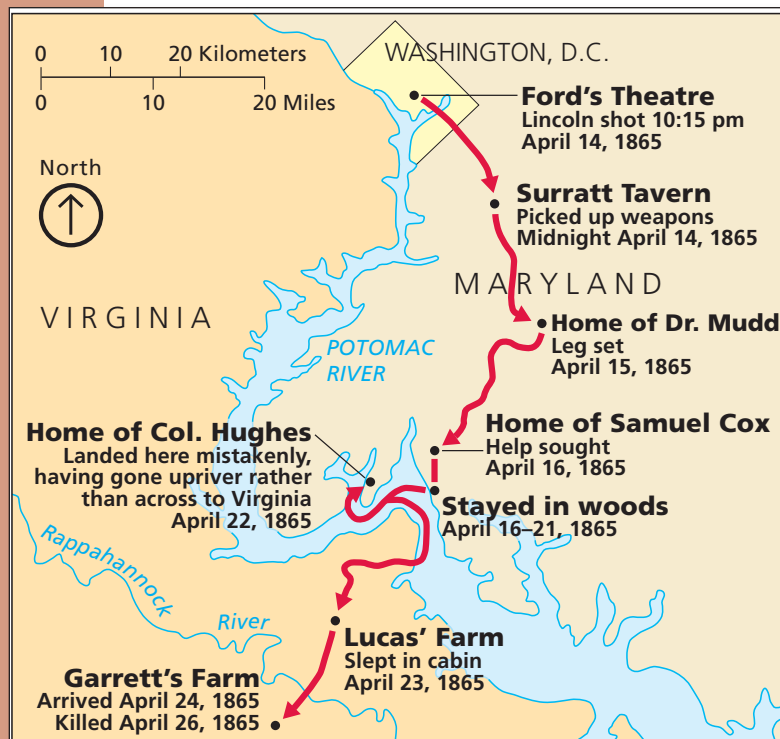 0 10 20 Kilometers
0 10 20 Miles
North
WASHINGTON, D.C.
Ford's Theatre
Lincoln shot 10:15 pm
April 14, 1865
Surratt Tavern
Picked up weapons
Midnight April 14, 1865
MARYLAND
VIRGINIA
Home of Dr. Mudd
Leg set
April 15, 1865
POTOMAC
RIVER
Home of Samuel Cox
Help sought
April 16, 1865
Home of Col. Hughes
Landed here mistakenly,
having gone upriver rather
than across to Virginia
April 22, 1865
Stayed in woods
April 16–21, 1865
Rappahannock
River
Lucas' Farm
Slept in cabin
April 23, 1865
Garrett's Farm
Arrived April 24, 1865
Killed April 26, 1865